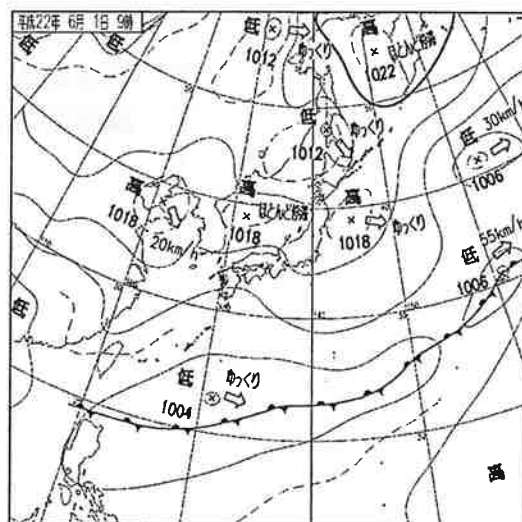 平成22年 6月 1日 9時
低
低
低
1012
ゆっくり
高
ほとんど停滞
1022
低
1012
ゆっくり
低
30km/h
1006
高
1018
20km/h
高
ほとんど停滞
1018
高
1018
ゆっくり
低
55km/h
1006
低
低
ゆっくり
1004
高